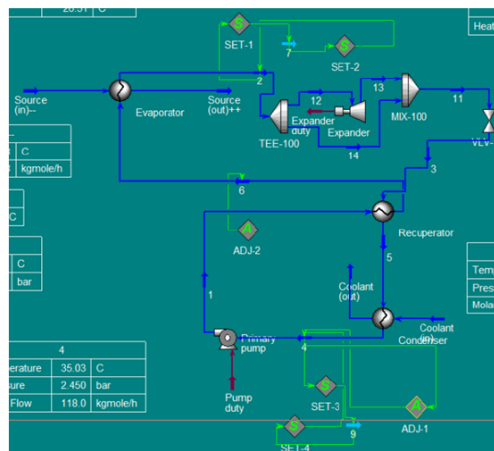 20.51 C
SET-1
Heat
7
SET-2
2
Source
(in)--
Evaporator
Source
(out)++
12
13
11
Expander
duty
Expander
MIX-100
TEE-100
14
VLV-
3
C
kgmole/h
6
Recuperator
C
ADJ-2
5
C
bar
Coolant
(out)
Temp
Pres
Molar
1
Coolant
(in)
Primary
pump
4
Condenser
4
perature 35.03 C
sure 2.450 bar
Flow 118.0 kgmole/h
Pump
duty
SET-3
ADJ-1
9
SET-4